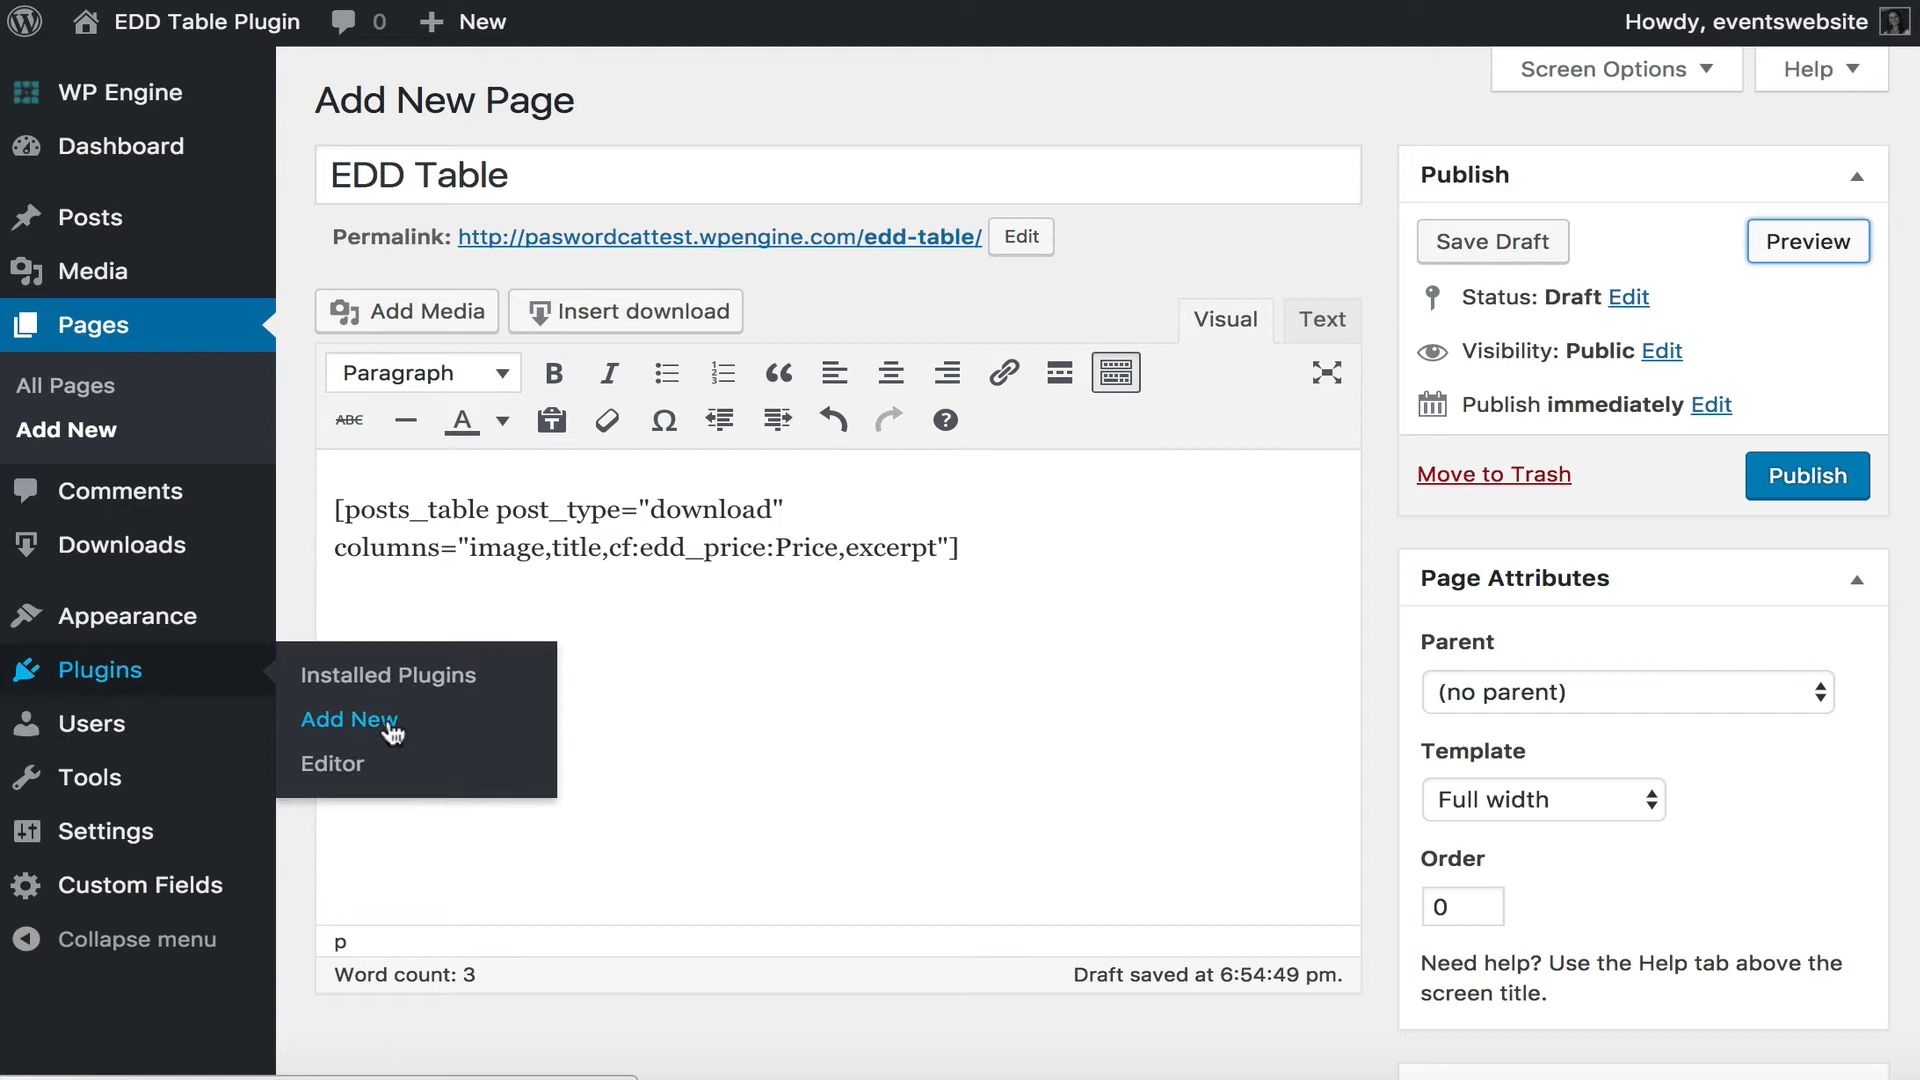 EDD Table Plugin
0
New
Howdy, eventswebsite
WP Engine
Dashboard
Posts
Media
Pages
All Pages
Add New
Comments
Downloads
Appearance
Plugins
Users
Tools
Settings
Custom Fields
Collapse menu
Installed Plugins
Add New
Editor
Screen Options
Help
Add New Page
EDD Table
Permalink: http://paswordcattest.wpengine.com/edd-table/ Edit
Add Media
Insert download
Visual
Text
Paragraph
B I
ABC A
[posts_table post_type="download"
columns="image,title,cf:edd_price:Price,excerpt"]
p
Word count: 3
Draft saved at 6:54:49 pm.
Publish
Save Draft
Preview
Status: Draft Edit
Visibility: Public Edit
Publish immediately Edit
Move to Trash
Publish
Page Attributes
Parent
(no parent)
Template
Full width
Order
0
Need help? Use the Help tab above the
screen title.